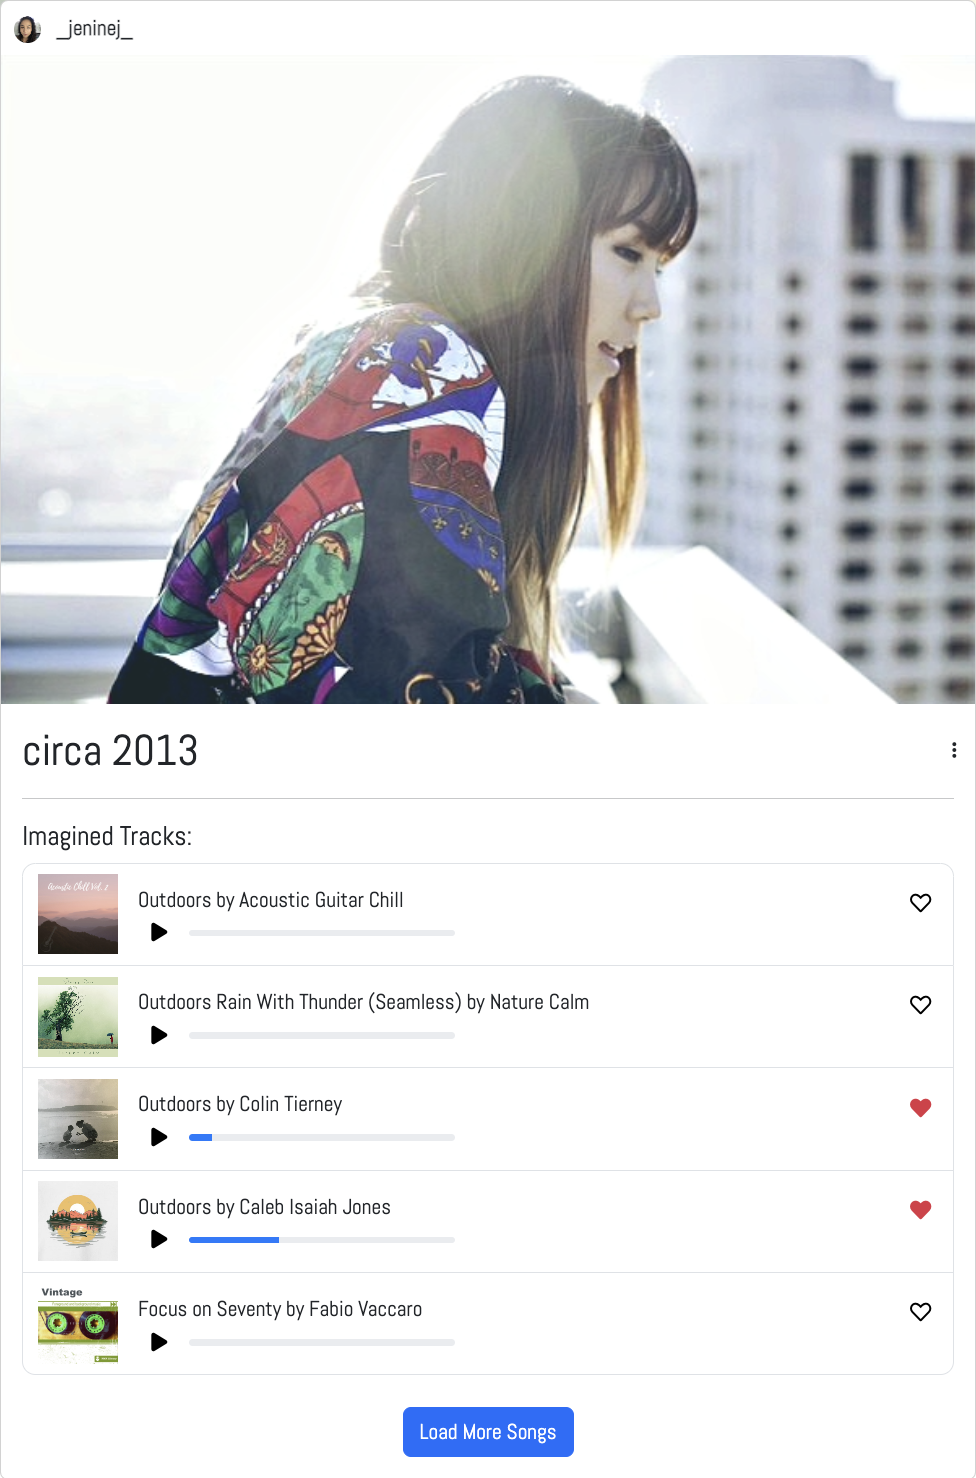 _jeninej_
circa 2013
Imagined Tracks:
Acoustic Chill Vol. 2
Outdoors by Acoustic Guitar Chill
Outdoors Rain With Thunder (Seamless) by Nature Calm
Outdoors by Colin Tierney
Outdoors by Caleb Isaiah Jones
Vintage
Focus on Seventy by Fabio Vaccaro
Load More Songs